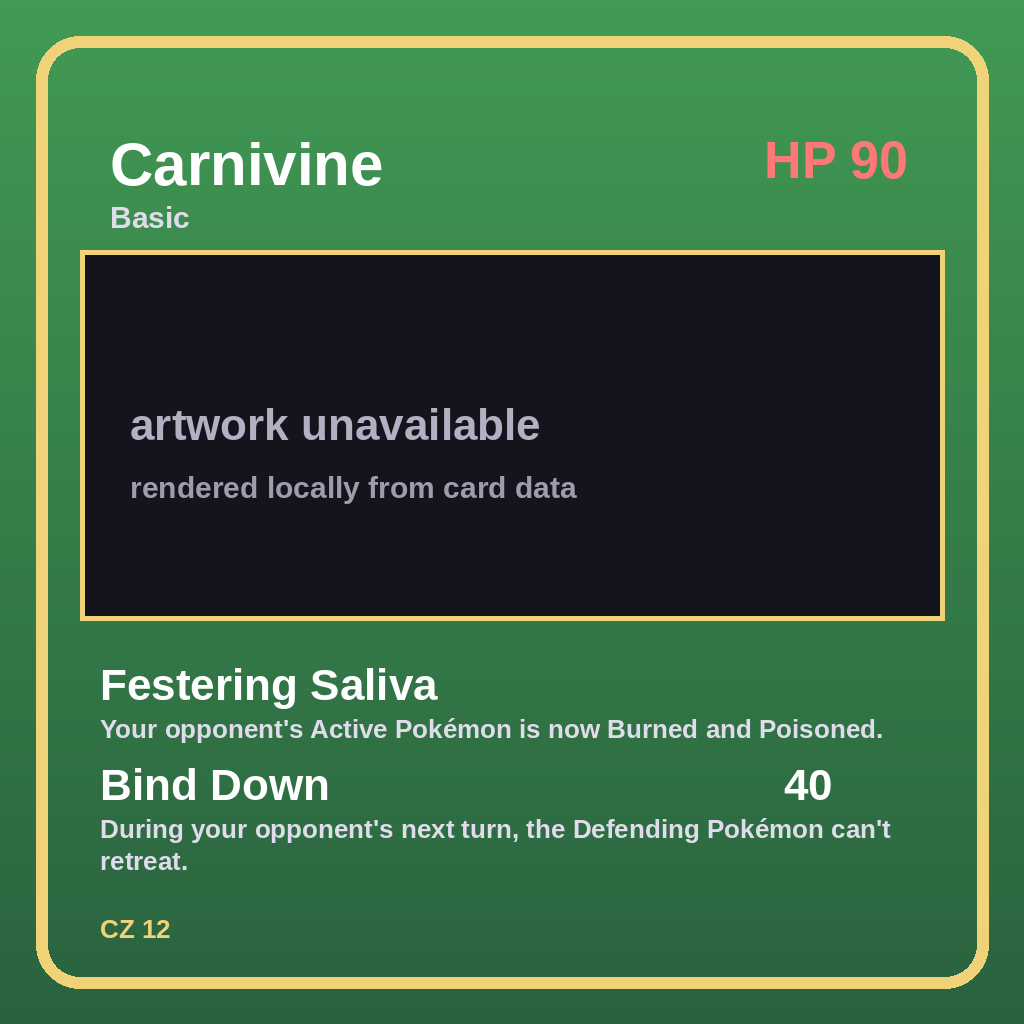 Carnivine
HP 90
Basic
artwork unavailable
rendered locally from card data
Festering Saliva
Your opponent's Active Pokémon is now Burned and Poisoned.
Bind Down 40
During your opponent's next turn, the Defending Pokémon can't
retreat.
CZ 12